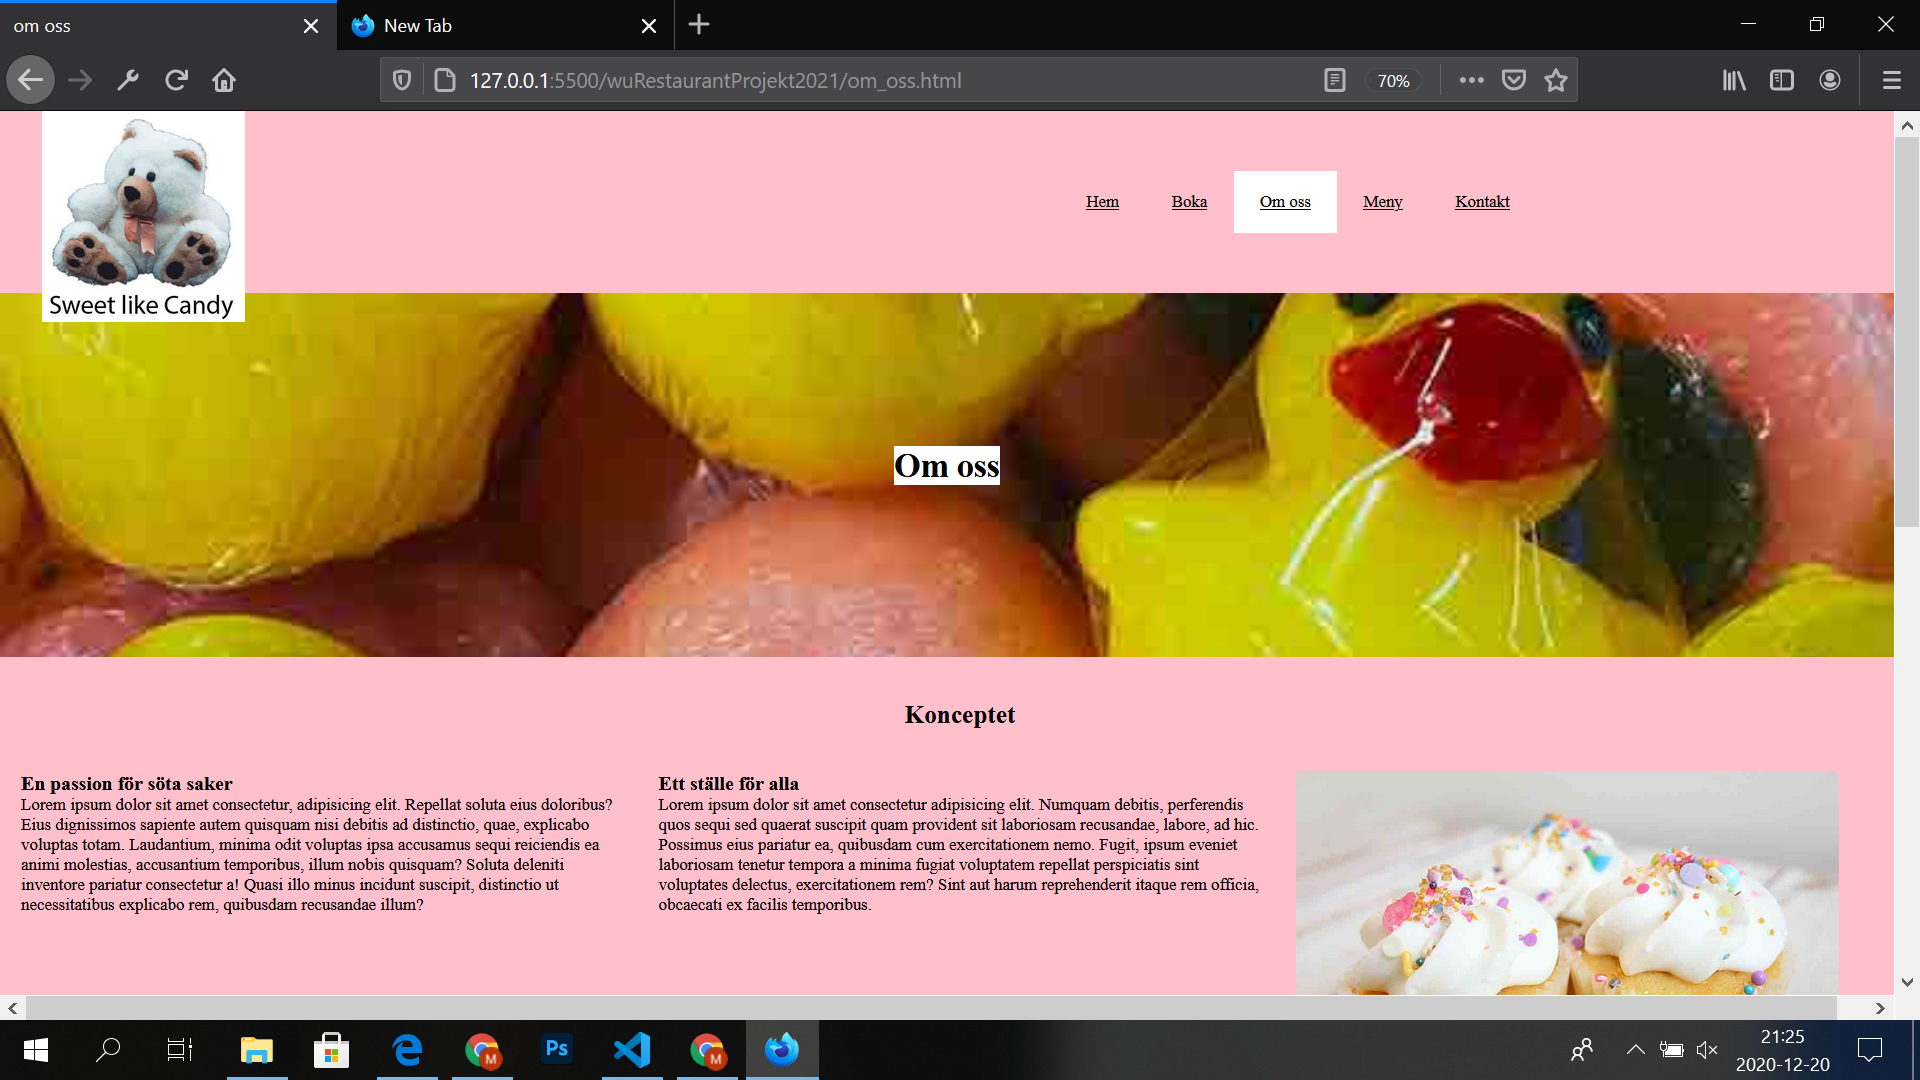 om oss
New Tab
127.0.0.1:5500/wuRestaurantProjekt2021/om_oss.html
70%
Sweet like Candy
Hem
Boka
Om oss
Meny
Kontakt
Om oss
Konceptet
En passion för söta saker
Lorem ipsum dolor sit amet consectetur, adipisicing elit. Repellat soluta eius doloribus?
Eius dignissimos sapiente autem quisquam nisi debitis ad distinctio, quae, explicabo
voluptas totam. Laudantium, minima odit voluptas ipsa accusamus sequi reiciendis ea
animi molestias, accusantium temporibus, illum nobis quisquam? Soluta deleniti
inventore pariatur consectetur a! Quasi illo minus incidunt suscipit, distinctio ut
necessitatibus explicabo rem, quibusdam recusandae illum?
Ett ställe för alla
Lorem ipsum dolor sit amet consectetur adipisicing elit. Numquam debitis, perferendis
quos sequi sed quaerat suscipit quam provident sit laboriosam recusandae, labore, ad hic.
Possimus eius pariatur ea, quibusdam cum exercitationem nemo. Fugit, ipsum eveniet
laboriosam tenetur tempora a minima fugiat voluptatem repellat perspiciatis sint
voluptates delectus, exercitationem rem? Sint aut harum reprehenderit itaque rem officia,
obcaecati ex facilis temporibus.
M
Ps
M
21:25
2020-12-20